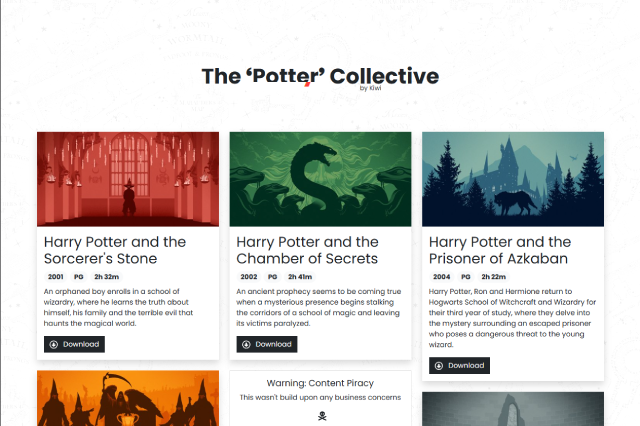 The ‘Potter’ Collective
by Kiwi
Harry Potter and the
Sorcerer's Stone
2001 PG 2h 32m
An orphaned boy enrolls in a school of
wizardry, where he learns the truth about
himself, his family and the terrible evil that
haunts the magical world.
Download
Harry Potter and the
Chamber of Secrets
2002 PG 2h 41m
An ancient prophecy seems to be coming true
when a mysterious presence begins stalking
the corridors of a school of magic and leaving
its victims paralyzed.
Download
Harry Potter and the
Prisoner of Azkaban
2004 PG 2h 22m
Harry Potter, Ron and Hermione return to
Hogwarts School of Witchcraft and Wizardry for
their third year of study, where they delve into
the mystery surrounding an escaped prisoner
who poses a dangerous threat to the young
wizard.
Download
Warning: Content Piracy
This wasn't build upon any business concerns